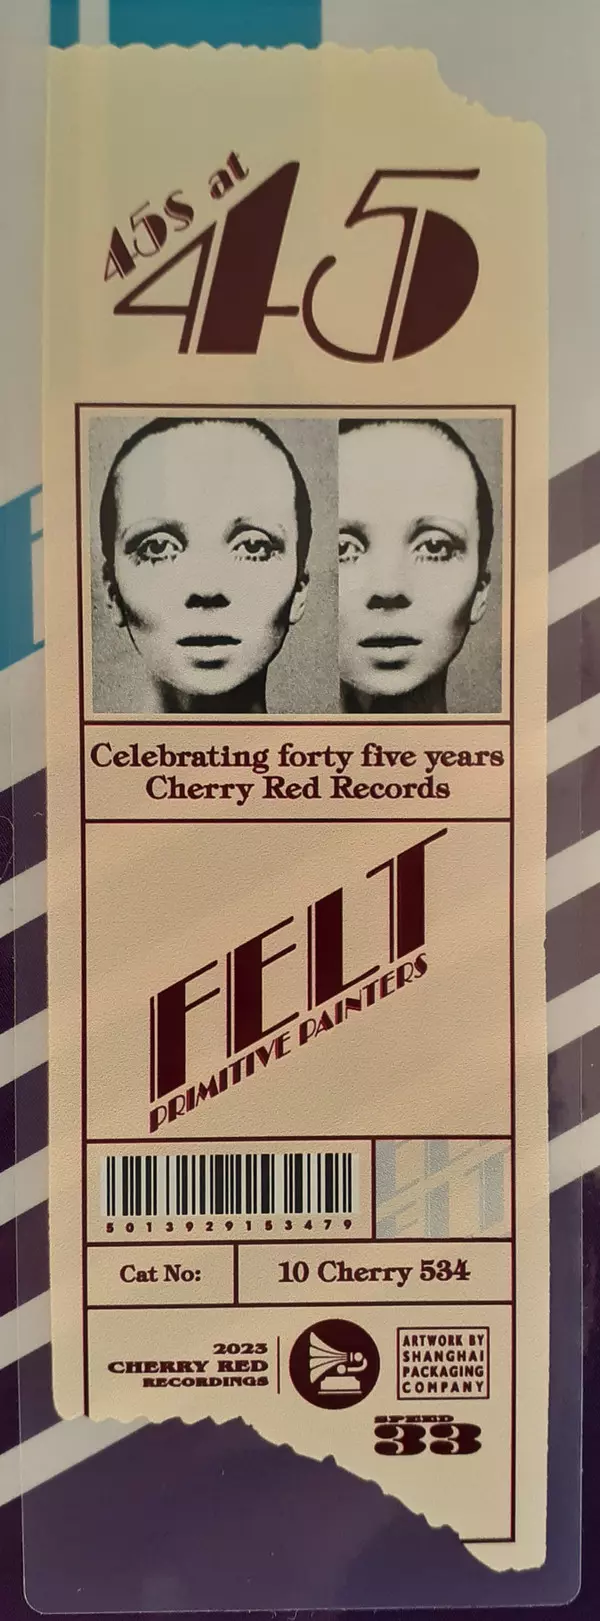 45s at
45
Celebrating forty five years
Cherry Red Records
FELT
PRIMITIVE PAINTERS
5013929153479
Cat No:
10 Cherry 534
2023
CHERRY RED
RECORDINGS
ARTWORK BY
SHANGHAI
PACKAGING
COMPANY
SPEED
33